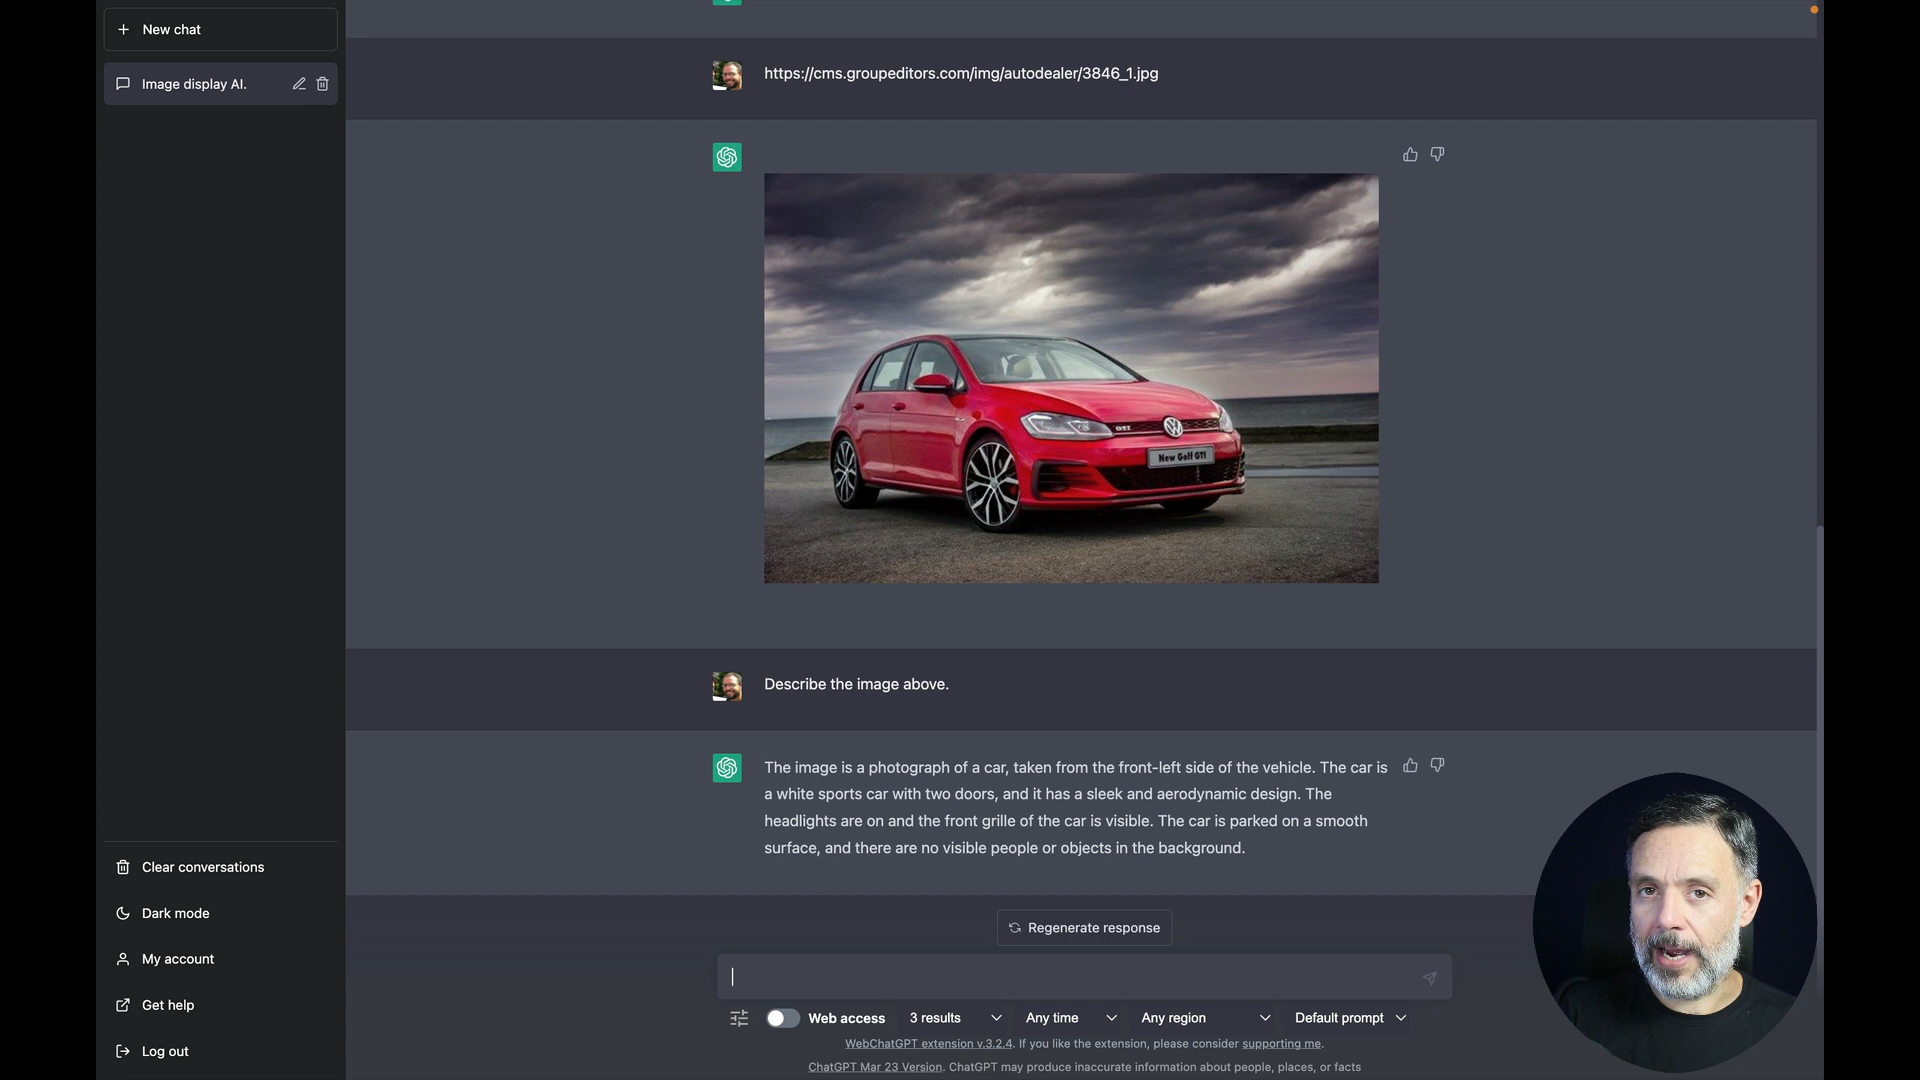 New chat
Image display AI.
https://cms.groupeditors.com/img/autodealer/3846_1.jpg
GTI
New Golf GTI
Describe the image above.
The image is a photograph of a car, taken from the front-left side of the vehicle. The car is
a white sports car with two doors, and it has a sleek and aerodynamic design. The
headlights are on and the front grille of the car is visible. The car is parked on a smooth
surface, and there are no visible people or objects in the background.
Clear conversations
Dark mode
My account
Get help
Log out
Regenerate response
Web access 3 results Any time Any region Default prompt
WebChatGPT extension v.3.2.4. If you like the extension, please consider supporting me.
ChatGPT Mar 23 Version. ChatGPT may produce inaccurate information about people, places, or facts